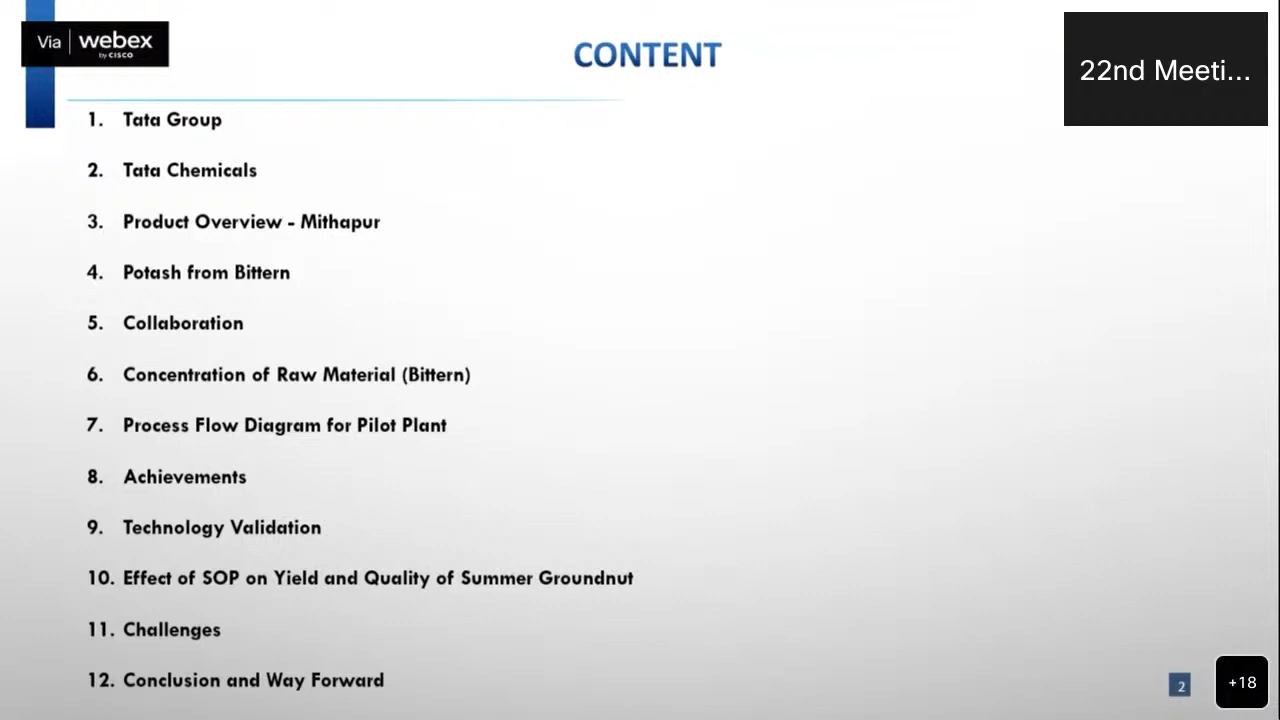 Via webex
by CISCO
CONTENT
22nd Meeti...
1. Tata Group
2. Tata Chemicals
3. Product Overview - Mithapur
4. Potash from Bittern
5. Collaboration
6. Concentration of Raw Material (Bittern)
7. Process Flow Diagram for Pilot Plant
8. Achievements
9. Technology Validation
10. Effect of SOP on Yield and Quality of Summer Groundnut
11. Challenges
12. Conclusion and Way Forward
2
+18